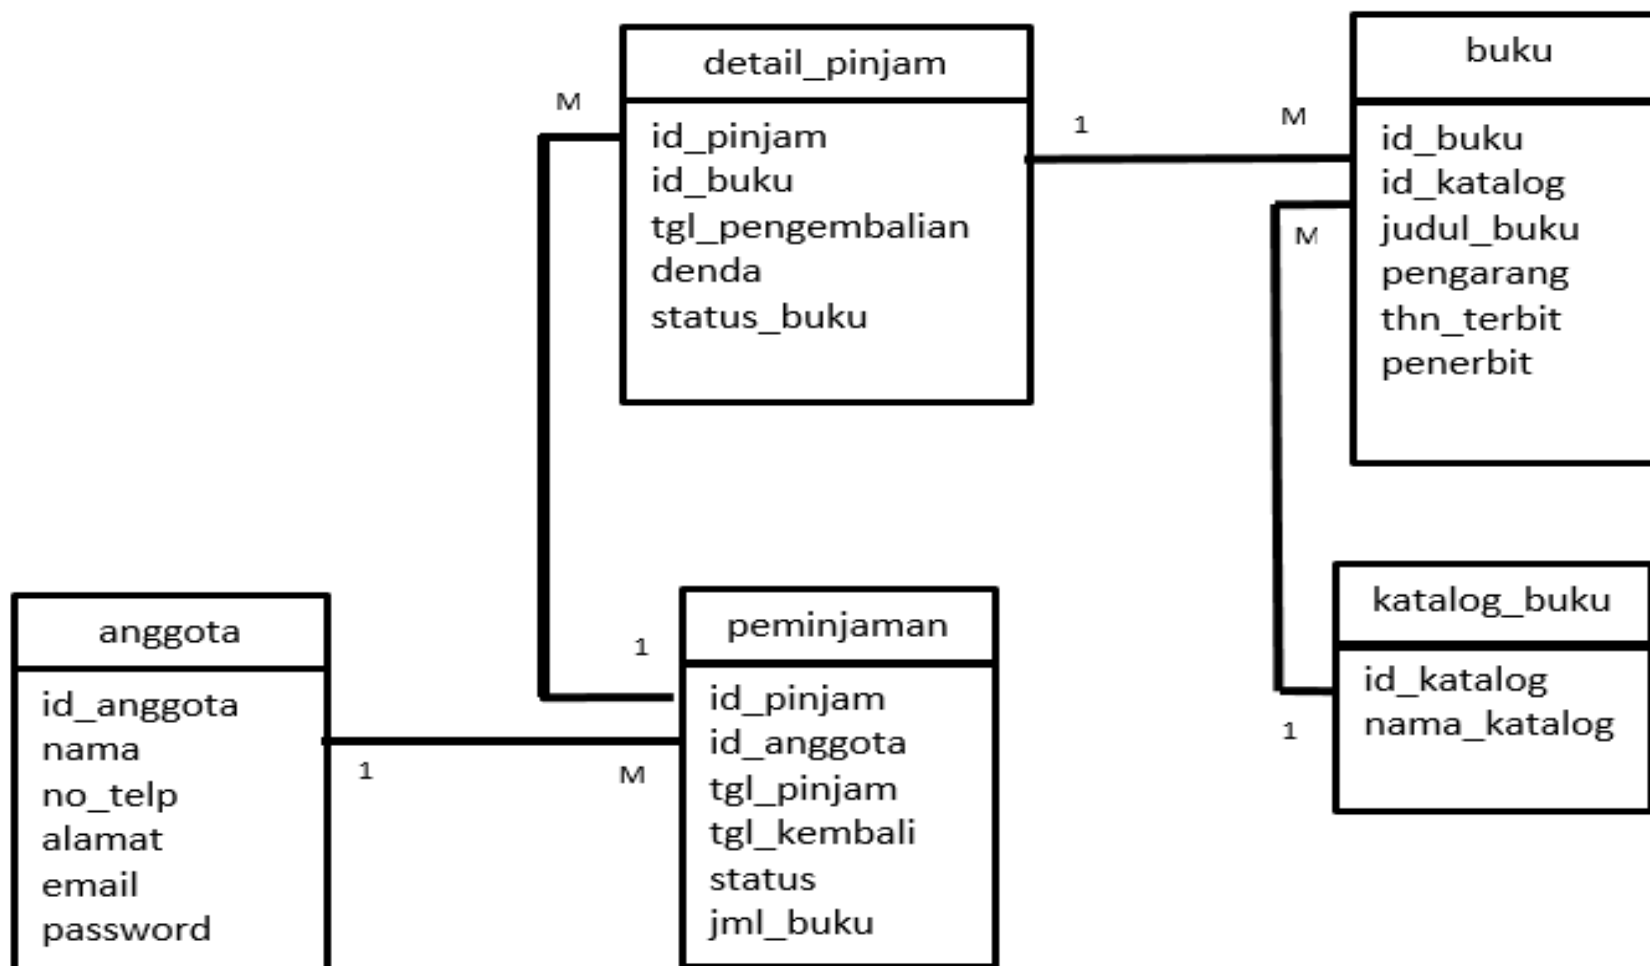 detail_pinjam
id_pinjam
id_buku
tgl_pengembalian
denda
status_buku
M
1
M
buku
id_buku
id_katalog
judul_buku
pengarang
thn_terbit
penerbit
M
1
anggota
id_anggota
nama
no_telp
alamat
email
password
1
M
1
peminjaman
id_pinjam
id_anggota
tgl_pinjam
tgl_kembali
status
jml_buku
katalog_buku
id_katalog
nama_katalog